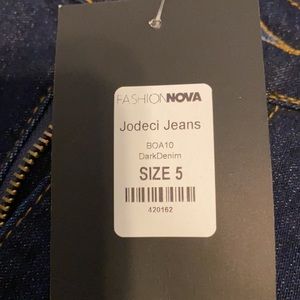 FASHIONNOVA
Jodeci Jeans
BOA10
DarkDenim
SIZE 5
420162